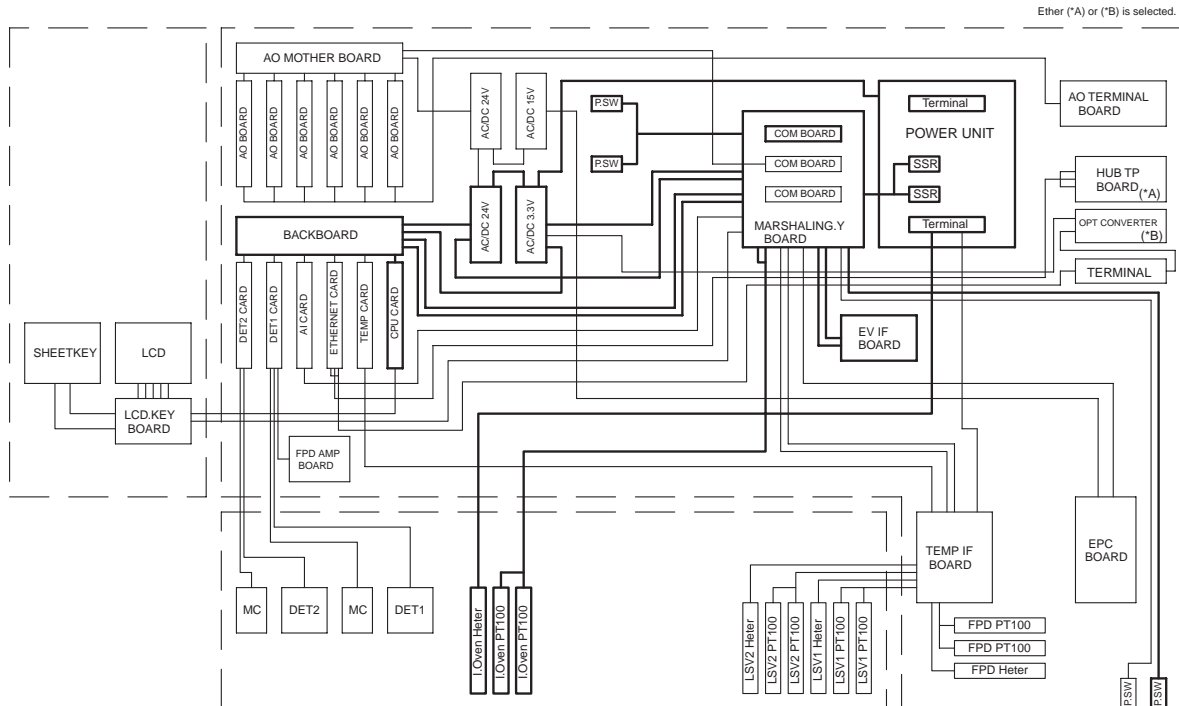 Ether (*A) or (*B) is selected.
AO MOTHER BOARD
AO BOARD
AO BOARD
AO BOARD
AO BOARD
AO BOARD
AO BOARD
AC/DC 24V
AC/DC 15V
P.SW
P.SW
COM BOARD
COM BOARD
COM BOARD
MARSHALING.Y
BOARD
Terminal
POWER UNIT
SSR
SSR
Terminal
AO TERMINAL
BOARD
HUB TP
BOARD
(*A)
OPT CONVERTER
(*B)
TERMINAL
BACKBOARD
AC/DC 24V
AC/DC 3.3V
DET2 CARD
DET1 CARD
AI CARD
ETHERNET CARD
TEMP CARD
CPU CARD
EV IF
BOARD
SHEETKEY
LCD
LCD.KEY
BOARD
FPD AMP
BOARD
TEMP IF
BOARD
EPC
BOARD
MC
DET2
MC
DET1
I.Oven Heter
I.Oven PT100
I.Oven PT100
LSV2 Heter
LSV2 PT100
LSV2 PT100
LSV1 Heter
LSV1 PT100
LSV1 PT100
FPD PT100
FPD PT100
FPD Heter
P.SW
P.SW